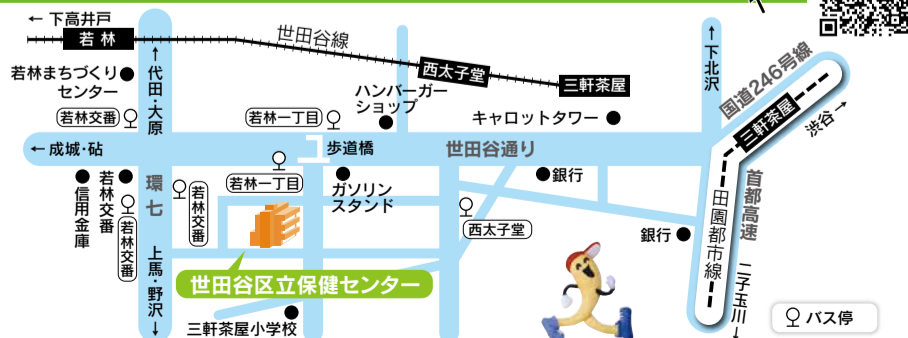 ← 下高井戸
若林
世田谷線
西太子堂
三軒茶屋
若林まちづくり
センター
↑
代田・大原
↑
下北沢
国道246号線
三軒茶屋
渋谷→
ハンバーガー
ショップ
キャロットタワー
若林交番
若林一丁目
←成城・砧
歩道橋
世田谷通り
信用金庫
若林交番
若林交番
環七
若林交番
若林一丁目
ガソリン
スタンド
銀行
西太子堂
銀行
田園都市線
首都高速
二子玉川
↓
上馬・野沢
↓
世田谷区立保健センター
三軒茶屋小学校
バス停